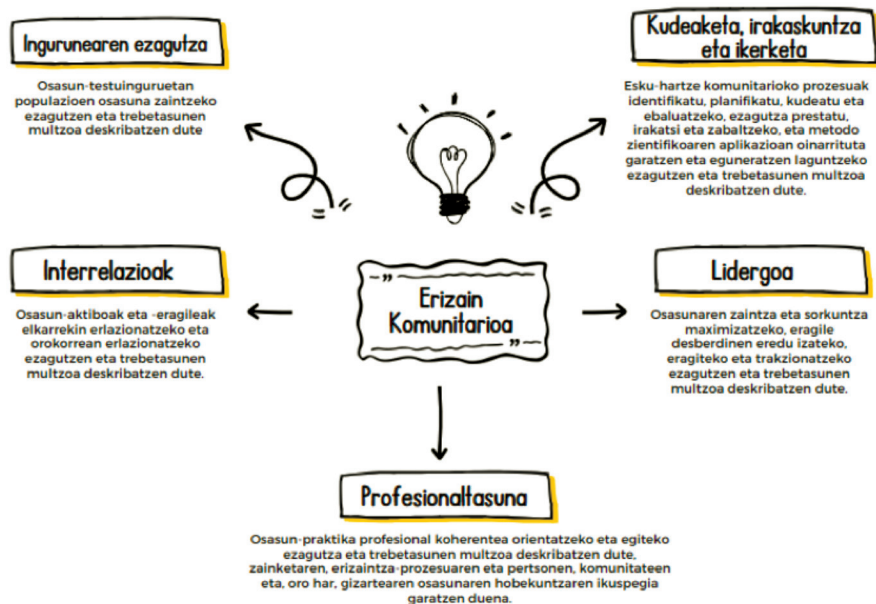 Ingurunearen ezagutza
Osasun-testuinguruetan
populazioen osasuna zaintzeko
ezagutzen eta trebetasunen
multzoa deskribatzen dute
Kudeaketa, irakaskuntza
eta ikerketa
Esku-hartze komunitarioko prozesuak
identifikatu, planifikatu, kudeatu eta
ebaluatzeko, ezagutza prestatu,
irakatsi eta zabaltzeko, eta metodo
zientifikoaren aplikazioan oinarrituta
garatzen eta eguneratzen laguntzeko
ezagutzen eta trebetasunen multzoa
deskribatzen dute.
Interrelazioak
Osasun-aktiboak eta -eragileak
elkarrekin erlazionatzeko eta
orokorrean erlazionatzeko
ezagutzen eta trebetasunen
multzoa deskribatzen dute.
Erizain
Komunitarioa
Lidergoa
Osasunaren zaintza eta sorkuntza
maximizatzeko, eragile
desberdinen eredu izateko,
eragiteko eta trakzionatzeko
ezagutzen eta trebetasunen
multzoa deskribatzen dute.
Profesionaltasuna
Osasun-praktika profesional koherentea orientatzeko eta egiteko
ezagutza eta trebetasunen multzoa deskribatzen dute,
zainketaren, erizaintza-prozesuaren eta pertsonen, komunitateen
eta, oro har, gizartearen osasunaren hobekuntzaren ikuspegia
garatzen duena.